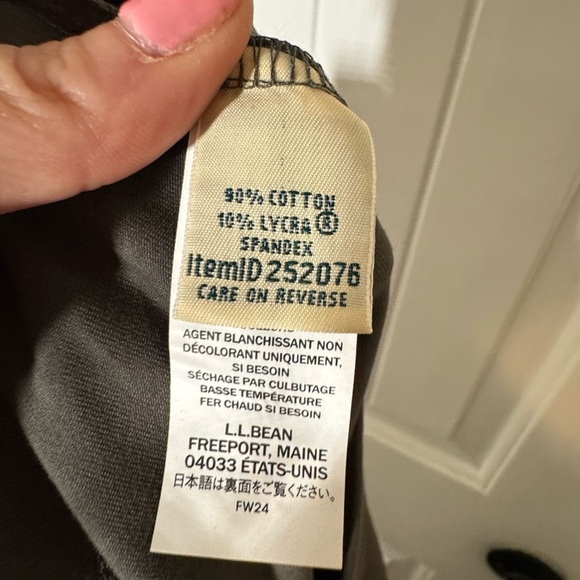 90% COTTON
10% LYCRA ®
SPANDEX
ItemID 252076
CARE ON REVERSE
AGENT BLANCHISSANT NON
DÉCOLORANT UNIQUEMENT,
SI BESOIN
SÉCHAGE PAR CULBUTAGE
BASSE TEMPÉRATURE
FER CHAUD SI BESOIN
L.L.BEAN
FREEPORT, MAINE
04033 ÉTATS-UNIS
日本語は裏面をご覧ください。
FW24